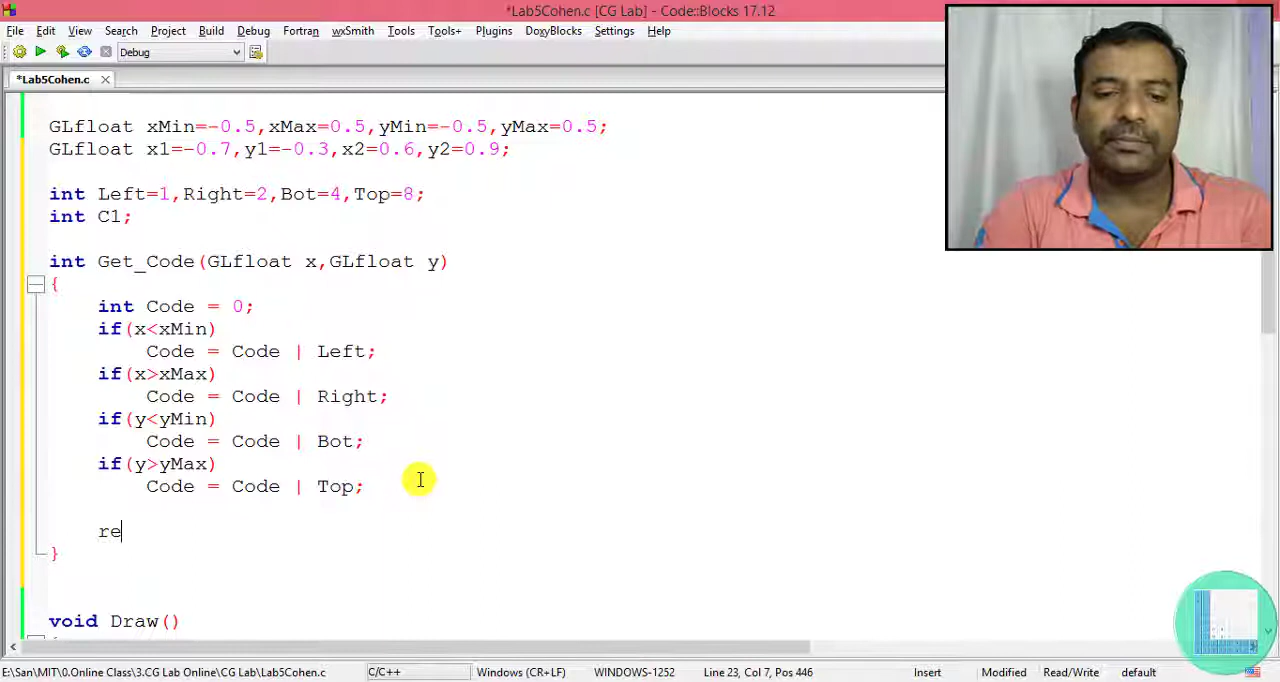 *Lab5Cohen.c [CG Lab] - Code::Blocks 17.12
File Edit View Search Project Build Debug Fortran wxSmith Tools Tools+ Plugins DoxyBlocks Settings Help
Debug
*Lab5Cohen.c
GLfloat xMin=-0.5,xMax=0.5,yMin=-0.5,yMax=0.5;
GLfloat x1=-0.7,y1=-0.3,x2=0.6,y2=0.9;
int Left=1,Right=2,Bot=4,Top=8;
int C1;
int Get_Code(GLfloat x,GLfloat y)
{
int Code = 0;
if(x<xMin)
Code = Code | Left;
if(x>xMax)
Code = Code | Right;
if(y<yMin)
Code = Code | Bot;
if(y>yMax)
Code = Code | Top;
re
}
void Draw()
E:\San\MIT\0.Online Class\3.CG Lab Online\CG Lab\Lab5Cohen.c C/C++ Windows (CR+LF) WINDOWS-1252 Line 23, Col 7, Pos 446 Insert Modified Read/Write default